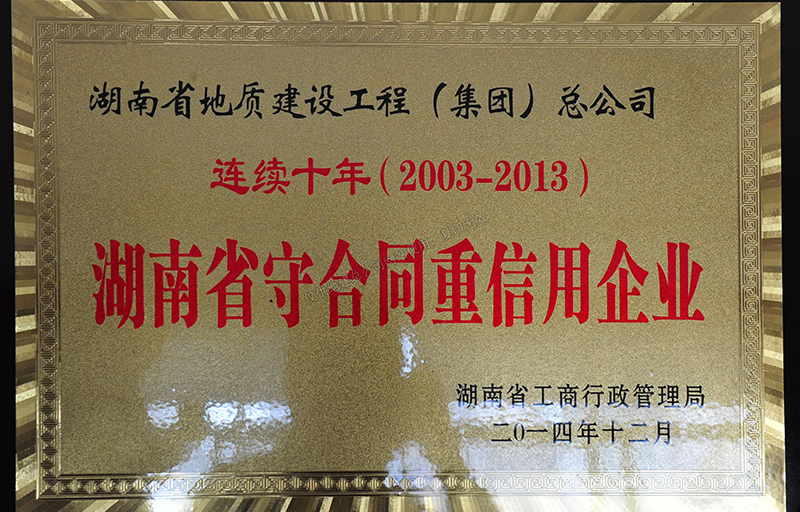 湖南省地质建设工程（集团）总公司
连续十年（2003-2013）
湖南省守合同重信用企业
湖南省工商行政管理局
二〇一四年十二月